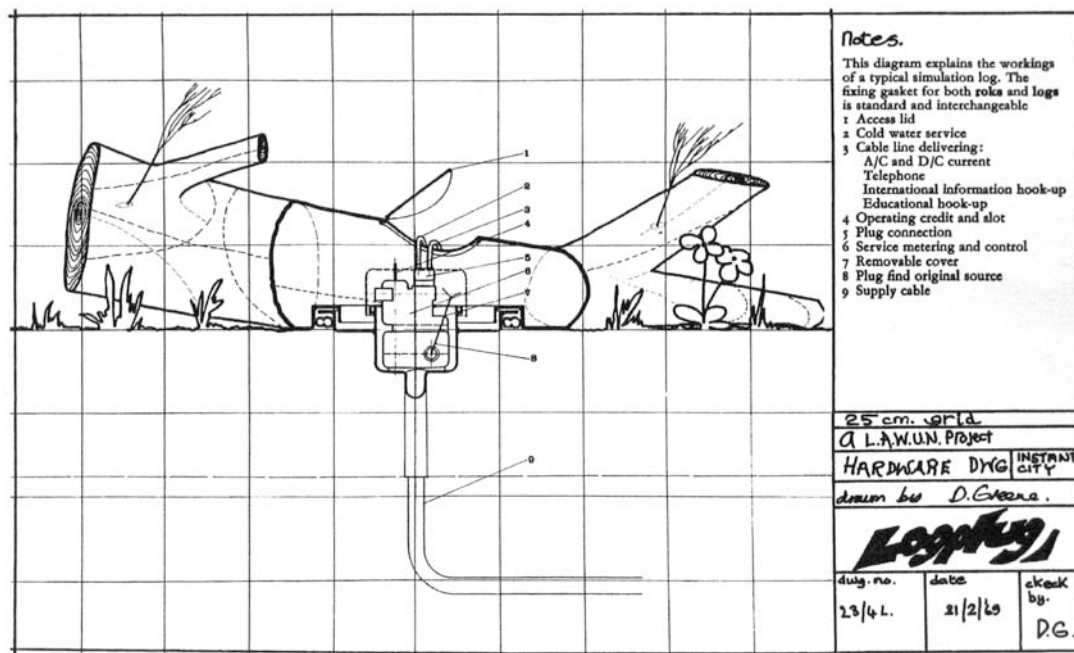 notes.
This diagram explains the workings
of a typical simulation log. The
fixing gasket for both roks and logs
is standard and interchangeable
1 Access lid
2 Cold water service
3 Cable line delivering:
A/C and D/C current
Telephone
International information hook-up
Educational hook-up
4 Operating credit and slot
5 Plug connection
6 Service metering and control
7 Removable cover
8 Plug find original source
9 Supply cable
1
2
3
4
5
6
7
8
9
25 cm. grid
a L.A.W.U.N. Project
HARDWARE DWG INSTANT CITY
drawn by D. Greene.
Logplug
dwg. no. date check by.
23/4L. 21/2/69 D.G.